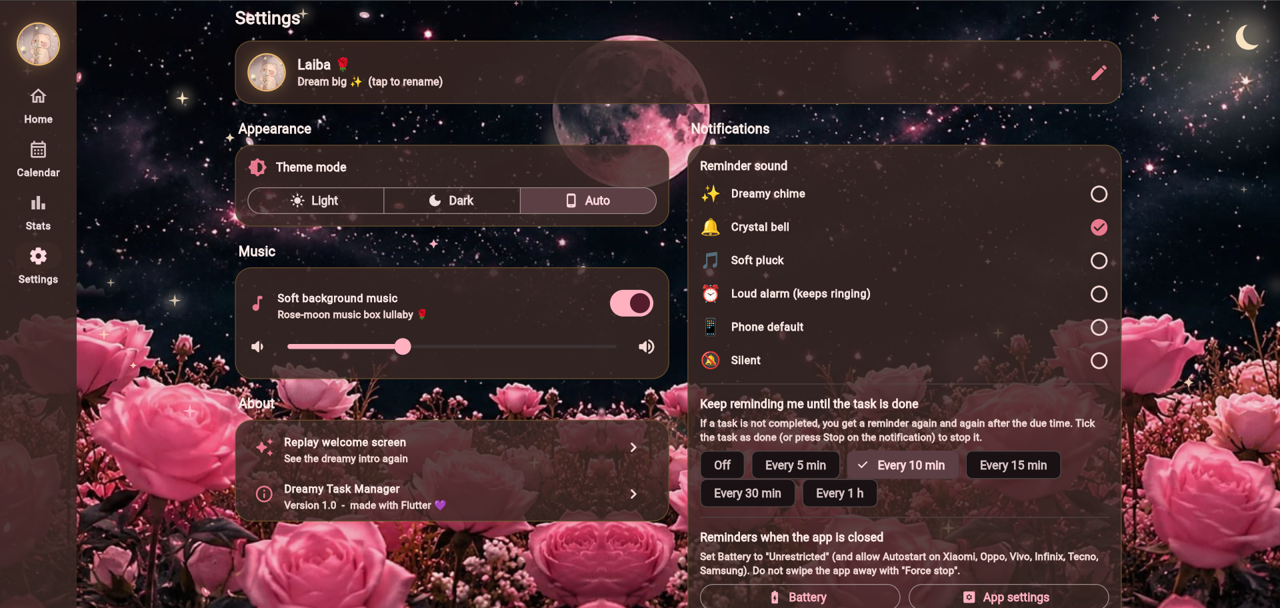 Settings
Home
Calendar
Stats
Settings
Laiba 🌹
Dream big ✨ (tap to rename)
Appearance
Theme mode
Light
Dark
Auto
Music
Soft background music
Rose-moon music box lullaby 🌹
About
Replay welcome screen
See the dreamy intro again
Dreamy Task Manager
Version 1.0 - made with Flutter 💜
Notifications
Reminder sound
Dreamy chime
Crystal bell
Soft pluck
Loud alarm (keeps ringing)
Phone default
Silent
Keep reminding me until the task is done
If a task is not completed, you get a reminder again and again after the due time. Tick
the task as done (or press Stop on the notification) to stop it.
Off
Every 5 min
Every 10 min
Every 15 min
Every 30 min
Every 1 h
Reminders when the app is closed
Set Battery to "Unrestricted" (and allow Autostart on Xiaomi, Oppo, Vivo, Infinix, Tecno,
Samsung). Do not swipe the app away with "Force stop".
Battery
App settings